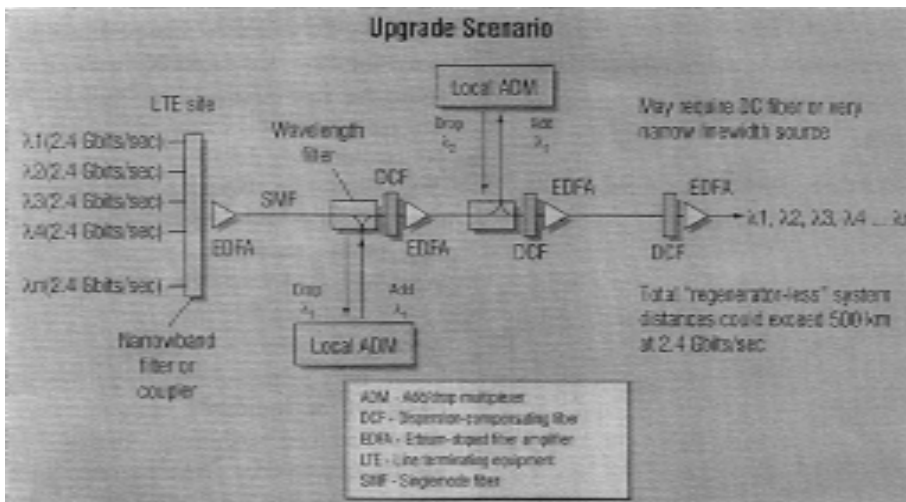 Upgrade Scenario
Local ADM
LTE site
May require DC fiber or very
narrow linewidth source
Wavelength
filter
Drop
Add
λ1(2.4 Gbits/sec)
λ2(2.4 Gbits/sec)
λ3(2.4 Gbits/sec)
λ4(2.4 Gbits/sec)
λn(2.4 Gbits/sec)
SMF
DCF
EDFA
EDFA
EDFA
EDFA
DCF
DCF
λ1, λ2, λ3, λ4 ...
Drop
Add
Total "regenerator-less" system
distances could exceed 500 km
at 2.4 Gbits/sec
Narrowband
filter or
coupler
Local ADM
ADM - Add/drop multiplexer
DCF - Dispersion-compensating fiber
EDFA - Erbium-doped fiber amplifier
LTE - Line terminating equipment
SMF - Singlemode fiber